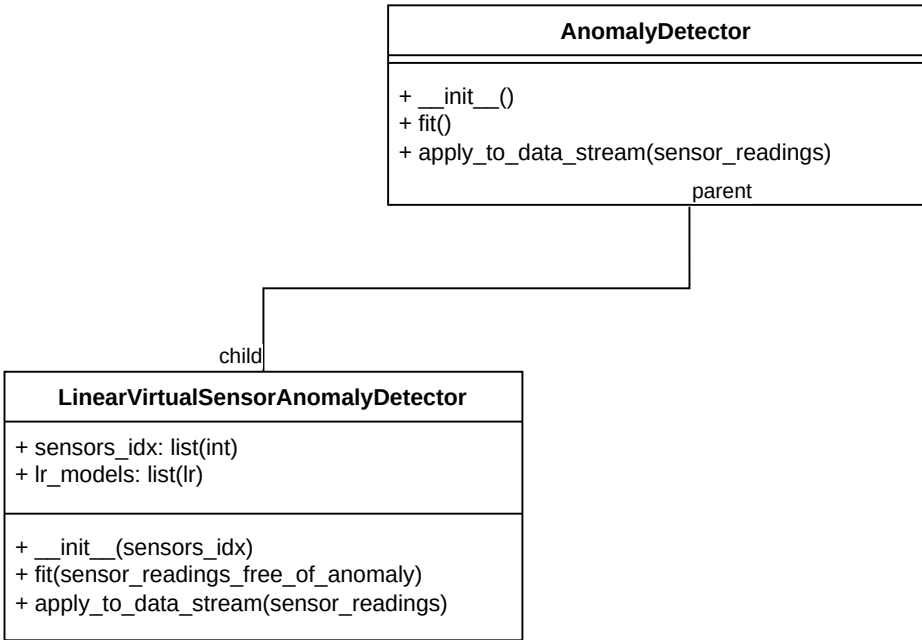 AnomalyDetector
+ __init__()
+ fit()
+ apply_to_data_stream(sensor_readings)
parent
child
LinearVirtualSensorAnomalyDetector
+ sensors_idx: list(int)
+ lr_models: list(lr)
+ __init__(sensors_idx)
+ fit(sensor_readings_free_of_anomaly)
+ apply_to_data_stream(sensor_readings)